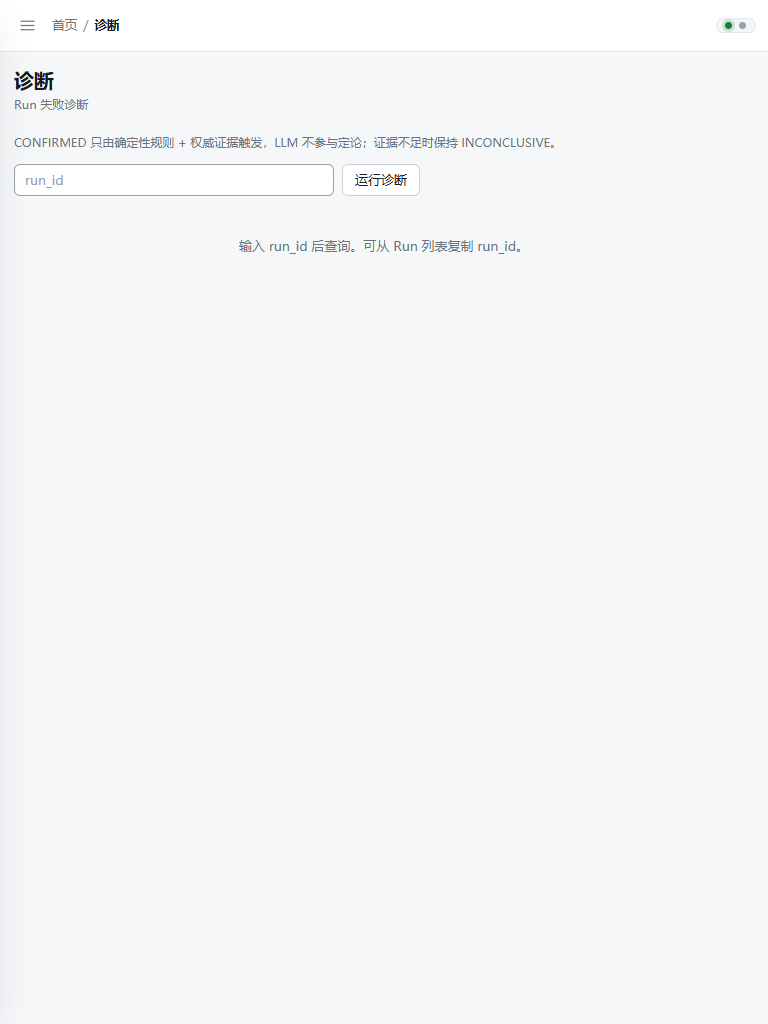 首页 / 诊断
诊断
Run 失败诊断
CONFIRMED 只由确定性规则 + 权威证据触发，LLM 不参与定论；证据不足时保持 INCONCLUSIVE。
run_id 运行诊断
输入 run_id 后查询。可从 Run 列表复制 run_id。